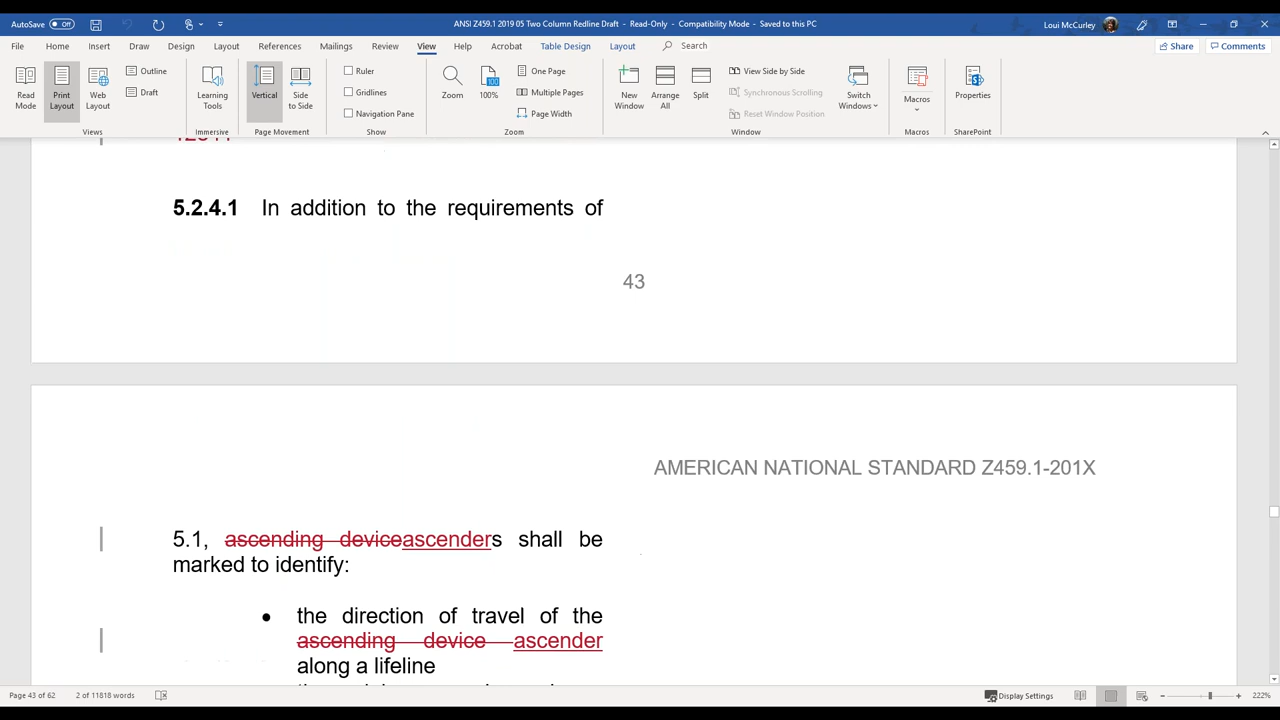 AutoSave Off
ANSI Z459.1 2019 05 Two Column Redline Draft - Read-Only - Compatibility Mode - Saved to this PC
Loui McCurley
File Home Insert Draw Design Layout References Mailings Review View Help Acrobat Table Design Layout Search Share Comments
Read Mode
Print Layout
Web Layout
Outline
Draft
Views
Learning Tools
Immersive
Vertical
Side to Side
Page Movement
Ruler
Gridlines
Navigation Pane
Show
Zoom
100%
One Page
Multiple Pages
Page Width
Zoom
New Window
Arrange All
Split
View Side by Side
Synchronous Scrolling
Reset Window Position
Switch Windows
Window
Macros
Macros
Properties
SharePoint
5.2.4.1 In addition to the requirements of
43
AMERICAN NATIONAL STANDARD Z459.1-201X
5.1, ascending deviceascenders shall be
marked to identify:
• the direction of travel of the
ascending device ascender
along a lifeline
Page 43 of 62 2 of 11818 words
Display Settings
222%